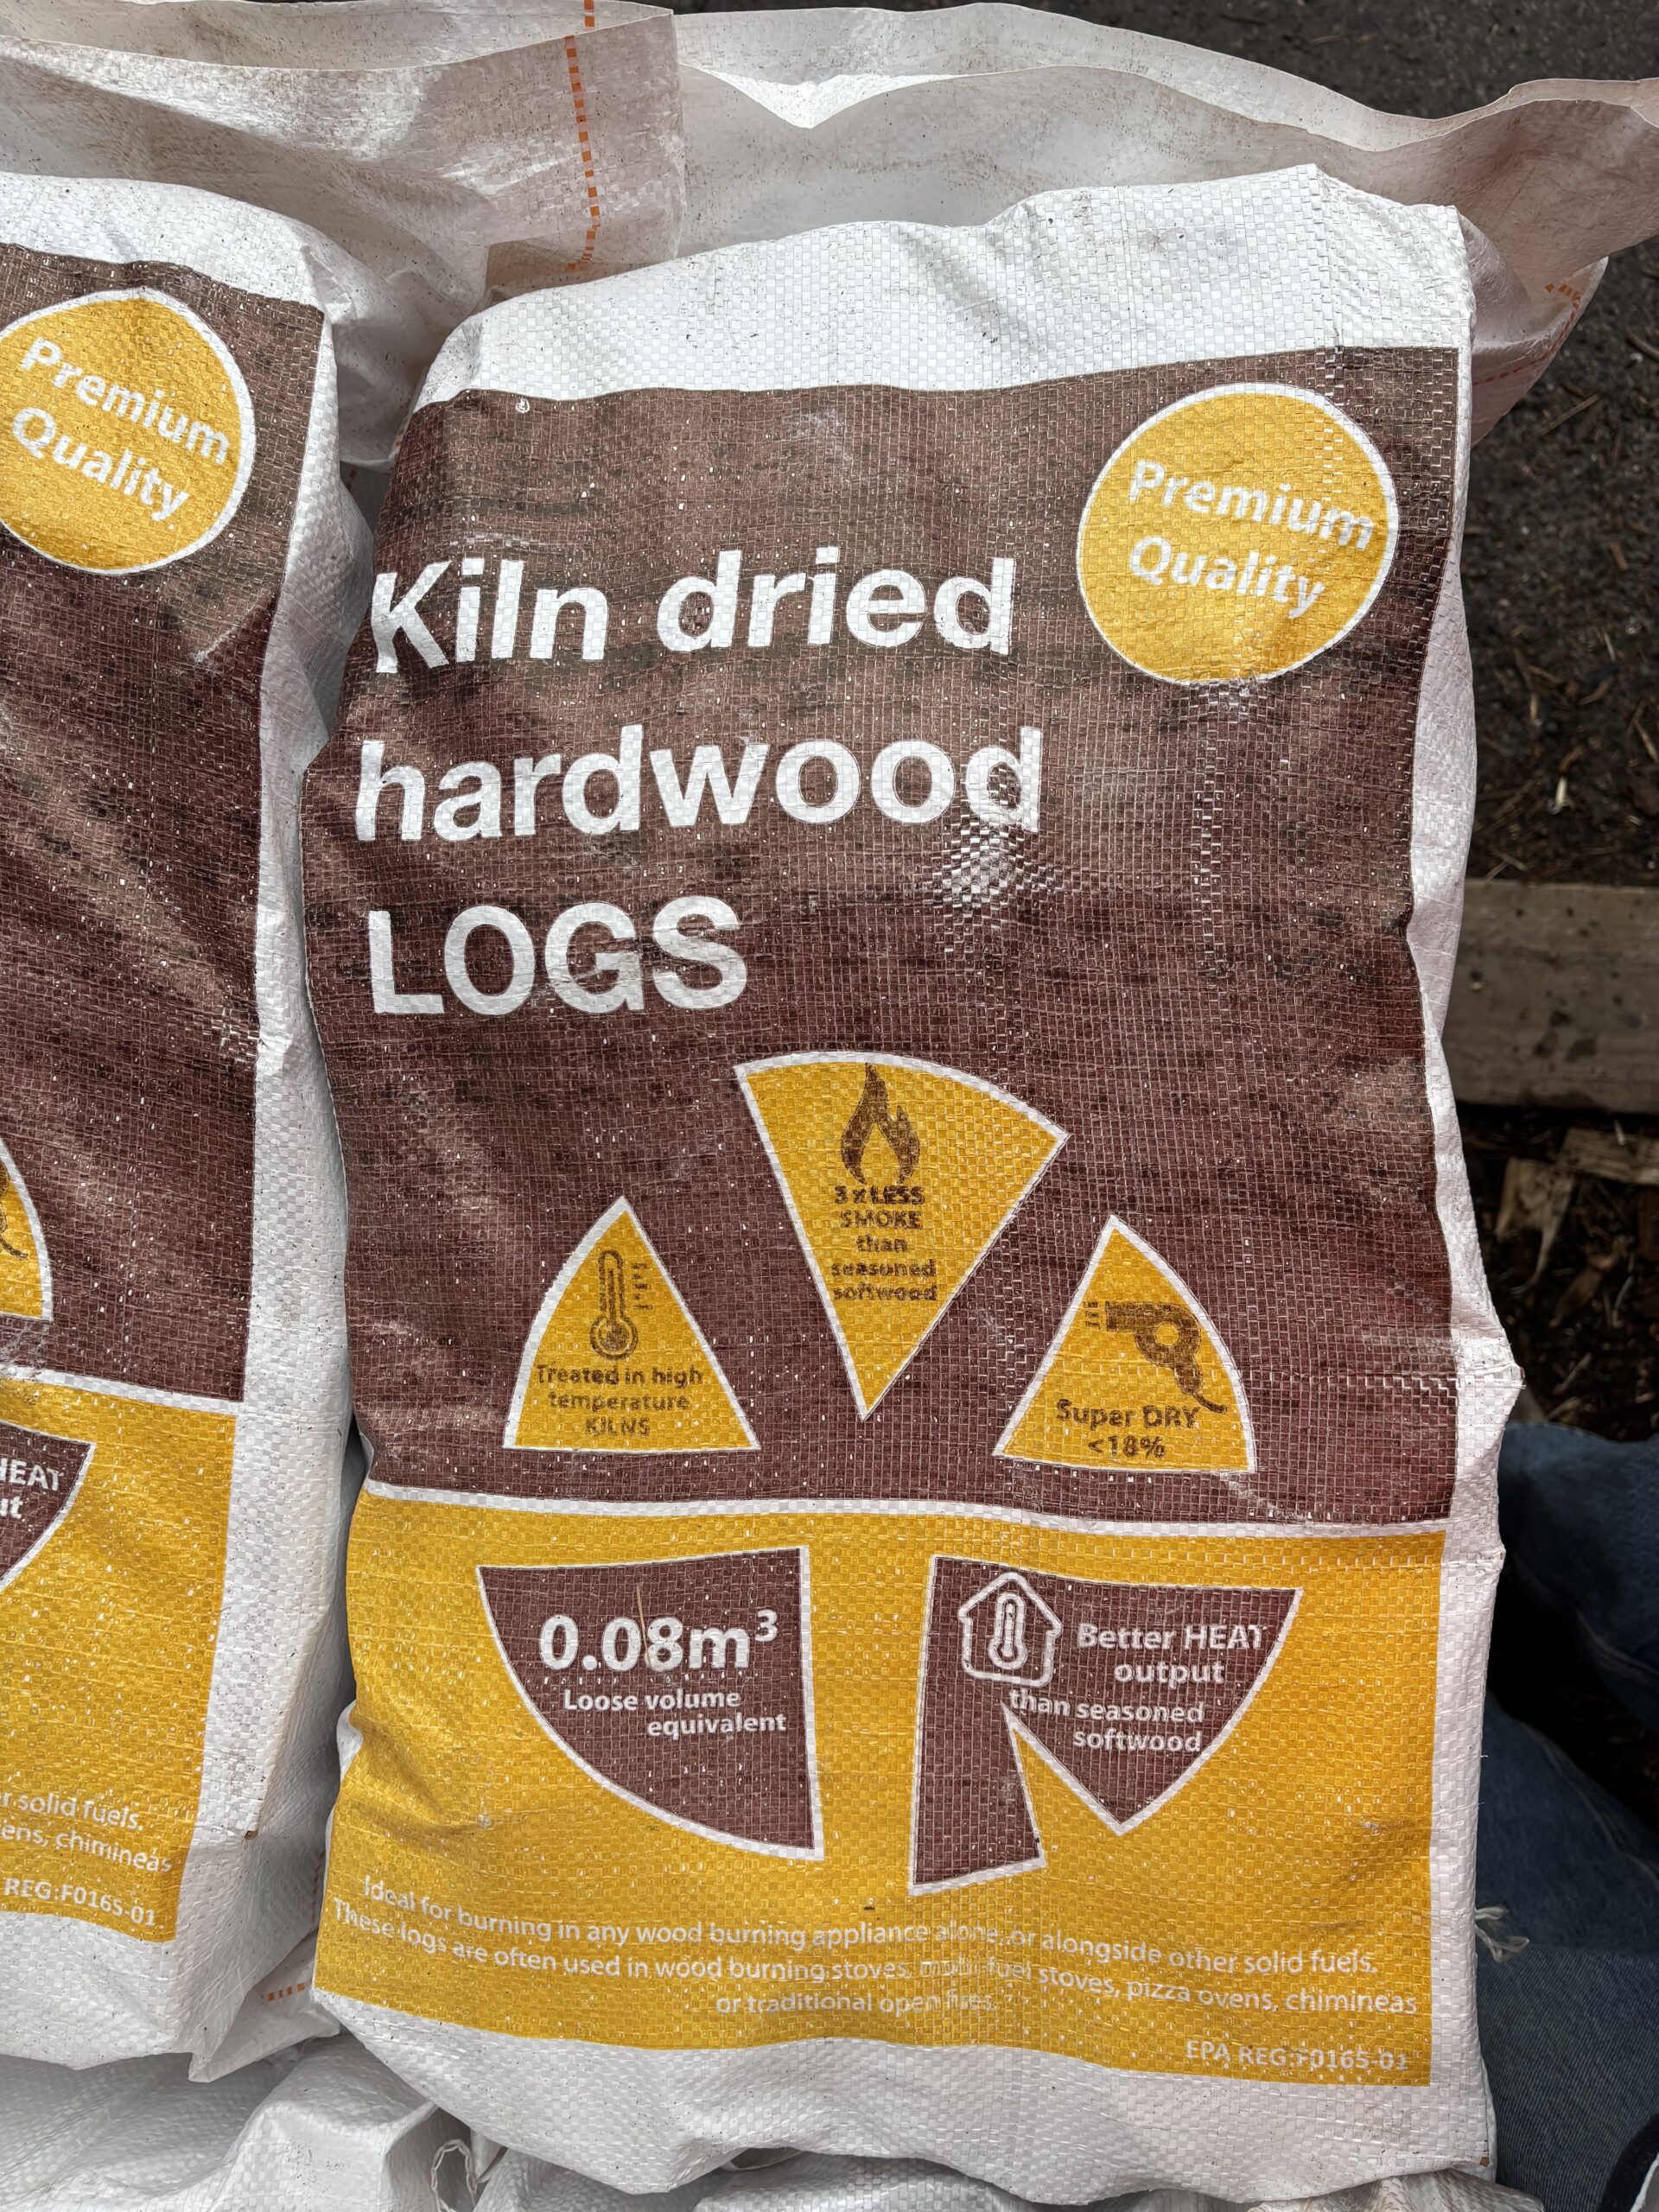 Premium
Quality
HEAT
ut
r solid fuels.
ens, chimineas
REG:F0165-01
Premium
Quality
Kiln dried
hardwood
LOGS
3 x LESS
SMOKE
than
seasoned
softwood
Treated in high
temperature
KILNS
Super DRY
<18%
0.08m³
Loose volume
equivalent
Better HEAT
output
than seasoned
softwood
Ideal for burning in any wood burning appliance alone, or alongside other solid fuels.
These logs are often used in wood burning stoves, multi fuel stoves, pizza ovens, chimineas
or traditional open fires.
EPA REG:F0165-01